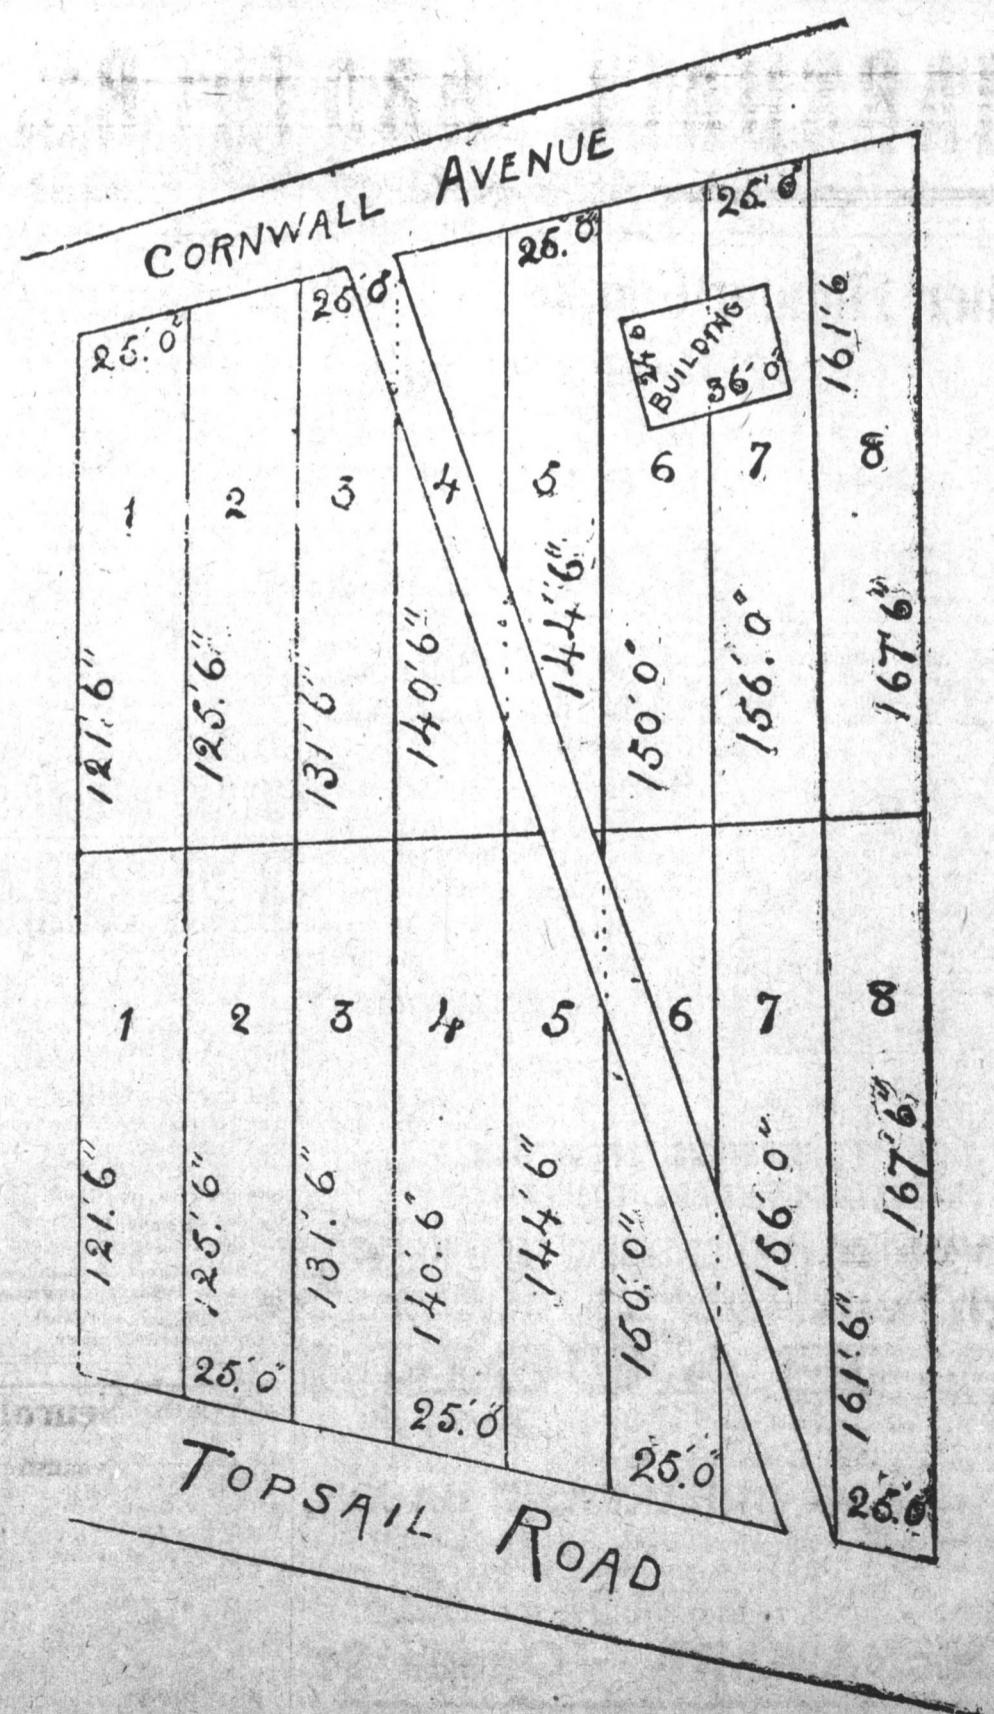 CORNWALL AVENUE
25.'0" 25'0" 25.'0" 25.'0"
24'6 BUILDING 36'0"
161'6
1 2 3 4 5 6 7 8
121'.6" 125.'6" 131'6" 140'6" 144'6" 150'0" 156'.0" 167'6"
1 2 3 4 5 6 7 8
121'.6" 125.'6" 131.'6" 140.'6" 144'6" 150'.0" 156'0" 161'6" 167'6"
25.'0" 25.'0" 25.'0" 25.'0"
TOPSAIL ROAD